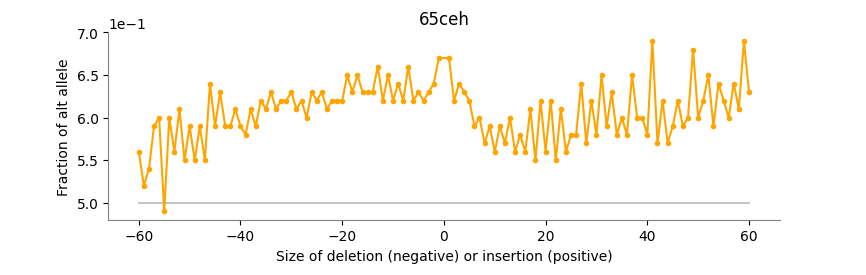 65ceh
1e−1
7.0
6.5
6.0
5.5
5.0
Fraction of alt allele
−60 −40 −20 0 20 40 60
Size of deletion (negative) or insertion (positive)